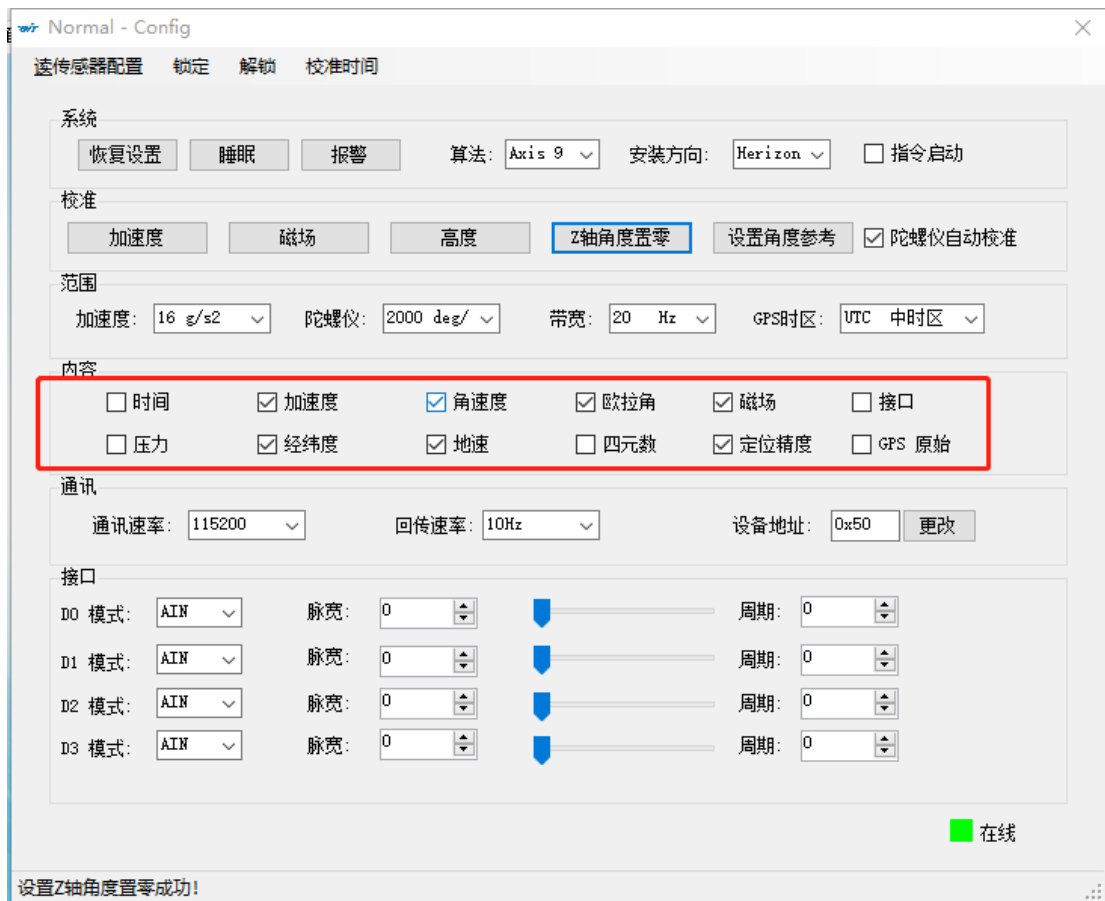 Normal - Config
读传感器配置 锁定 解锁 校准时间
系统
恢复设置 睡眠 报警 算法: Axis 9 安装方向: Herizon 指令启动
校准
加速度 磁场 高度 Z轴角度置零 设置角度参考 陀螺仪自动校准
范围
加速度: 16 g/s2 陀螺仪: 2000 deg/ 带宽: 20 Hz GPS时区: UTC 中时区
内容
时间 加速度 角速度 欧拉角 磁场 接口
压力 经纬度 地速 四元数 定位精度 GPS 原始
通讯
通讯速率: 115200 回传速率: 10Hz 设备地址: 0x50 更改
接口
D0 模式: AIN 脉宽: 0 周期: 0
D1 模式: AIN 脉宽: 0 周期: 0
D2 模式: AIN 脉宽: 0 周期: 0
D3 模式: AIN 脉宽: 0 周期: 0
在线
设置Z轴角度置零成功!